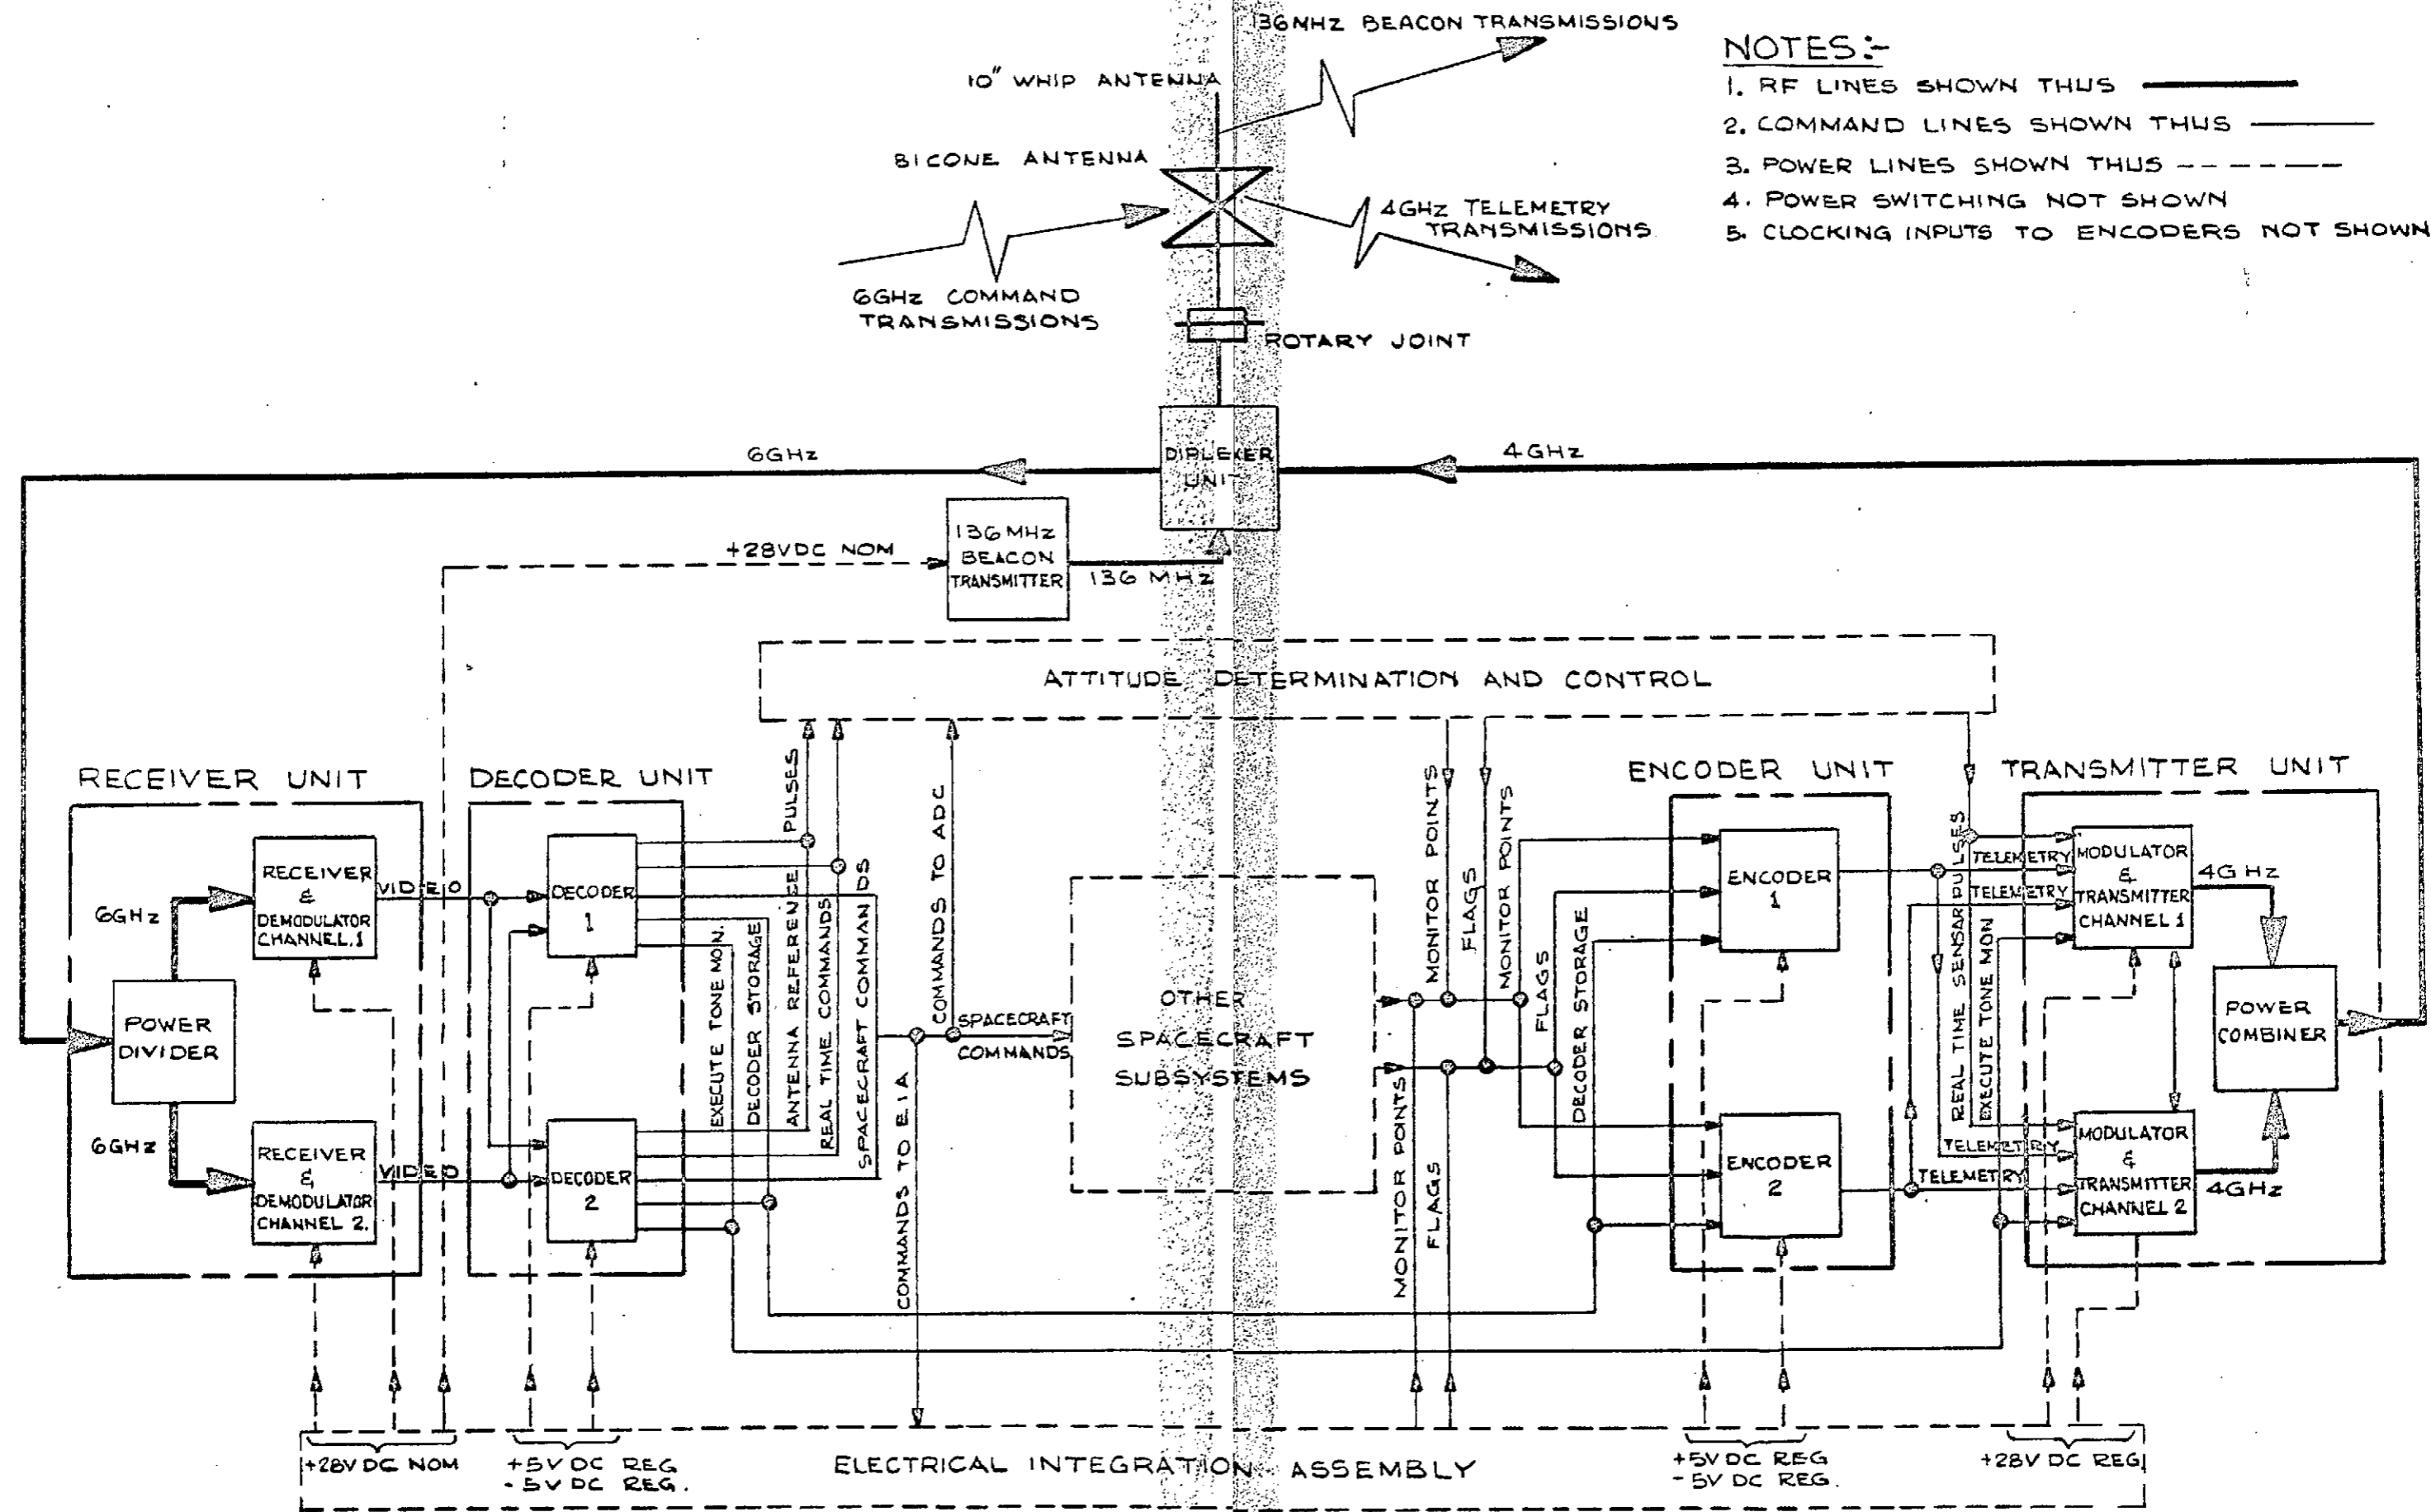 136MHZ BEACON TRANSMISSIONS
10" WHIP ANTENNA
BICONE ANTENNA
4GHZ TELEMETRY
TRANSMISSIONS
6GHZ COMMAND
TRANSMISSIONS
ROTARY JOINT
NOTES:-
1. RF LINES SHOWN THUS
2. COMMAND LINES SHOWN THUS
3. POWER LINES SHOWN THUS
4. POWER SWITCHING NOT SHOWN
5. CLOCKING INPUTS TO ENCODERS NOT SHOWN
6GHZ
DIPLEXER
UNIT
4GHZ
+28VDC NOM
136MHZ
BEACON
TRANSMITTER
136 MHZ
ATTITUDE DETERMINATION AND CONTROL
RECEIVER UNIT
DECODER UNIT
ENCODER UNIT
TRANSMITTER UNIT
RECEIVER
&
DEMODULATOR
CHANNEL.1
6GHZ
POWER
DIVIDER
6GHZ
RECEIVER
&
DEMODULATOR
CHANNEL 2.
VIDEO
VIDEO
DECODER
1
DECODER
2
EXECUTE TONE MON.
DECODER STORAGE
ANTENNA REFERENCE PULSES
REAL TIME COMMANDS
SPACECRAFT COMMANDS
COMMANDS TO E I A
COMMANDS TO ADC
SPACECRAFT
COMMANDS
OTHER
SPACECRAFT
SUBSYSTEMS
MONITOR POINTS
FLAGS
MONITOR POINTS
FLAGS
MONITOR POINTS
FLAGS
DECODER STORAGE
ENCODER
1
ENCODER
2
TELEMETRY
TELEMETRY
REAL TIME SENSAR PULSES
EXECUTE TONE MON
TELEMETRY
TELEMETRY
MODULATOR
&
TRANSMITTER
CHANNEL 1
4GHZ
POWER
COMBINER
MODULATOR
&
TRANSMITTER
CHANNEL 2
4GHZ
+28V DC NOM
+5V DC REG
-5V DC REG.
ELECTRICAL INTEGRATION ASSEMBLY
+5V DC REG
-5V DC REG.
+28V DC REG